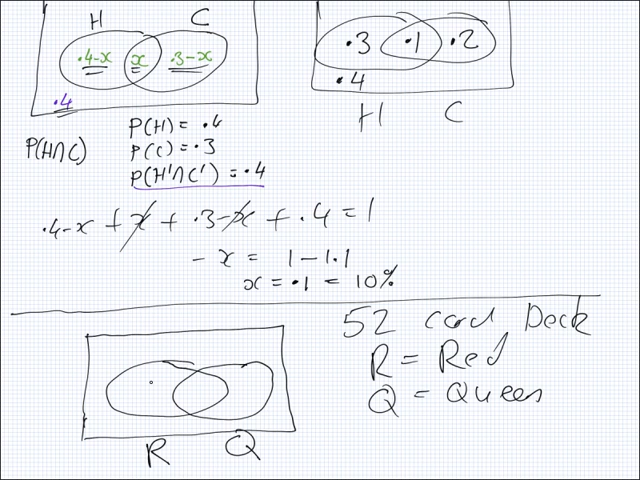 H C
.4-x x .3-x
.4
.3 .1 .2
.4
H C
P(H) = .4
P(H∩C) P(C) = .3
P(H'∩C') = .4
.4-x + x + .3-x + .4 = 1
- x = 1 - 1.1
x = .1 = 10%
52 card Deck
R = Red
Q = Queen
R Q